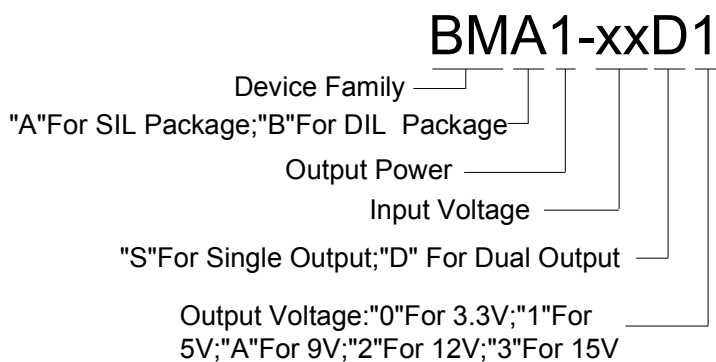 BMA1-xxD1
Device Family
"A"For SIL Package;"B"For DIL Package
Output Power
Input Voltage
"S"For Single Output;"D" For Dual Output
Output Voltage:"0"For 3.3V;"1"For
5V;"A"For 9V;"2"For 12V;"3"For 15V